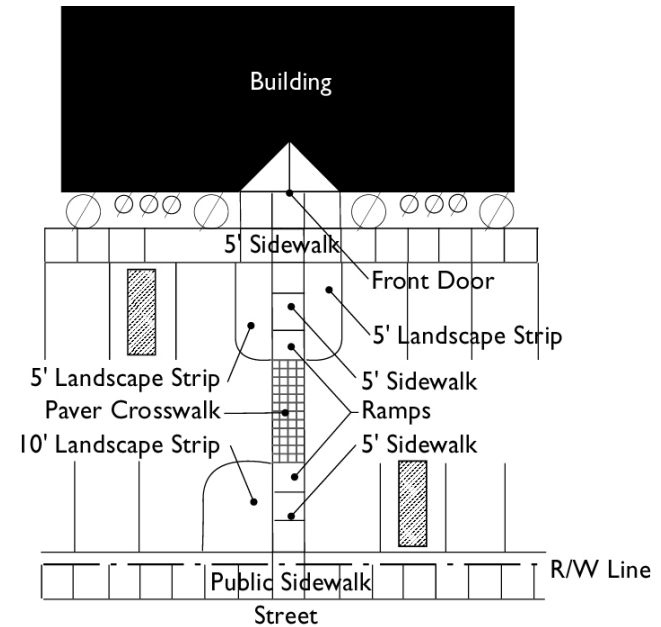 Building
5' Sidewalk
Front Door
5' Landscape Strip
5' Landscape Strip
5' Sidewalk
Paver Crosswalk
Ramps
10' Landscape Strip
5' Sidewalk
R/W Line
Public Sidewalk
Street